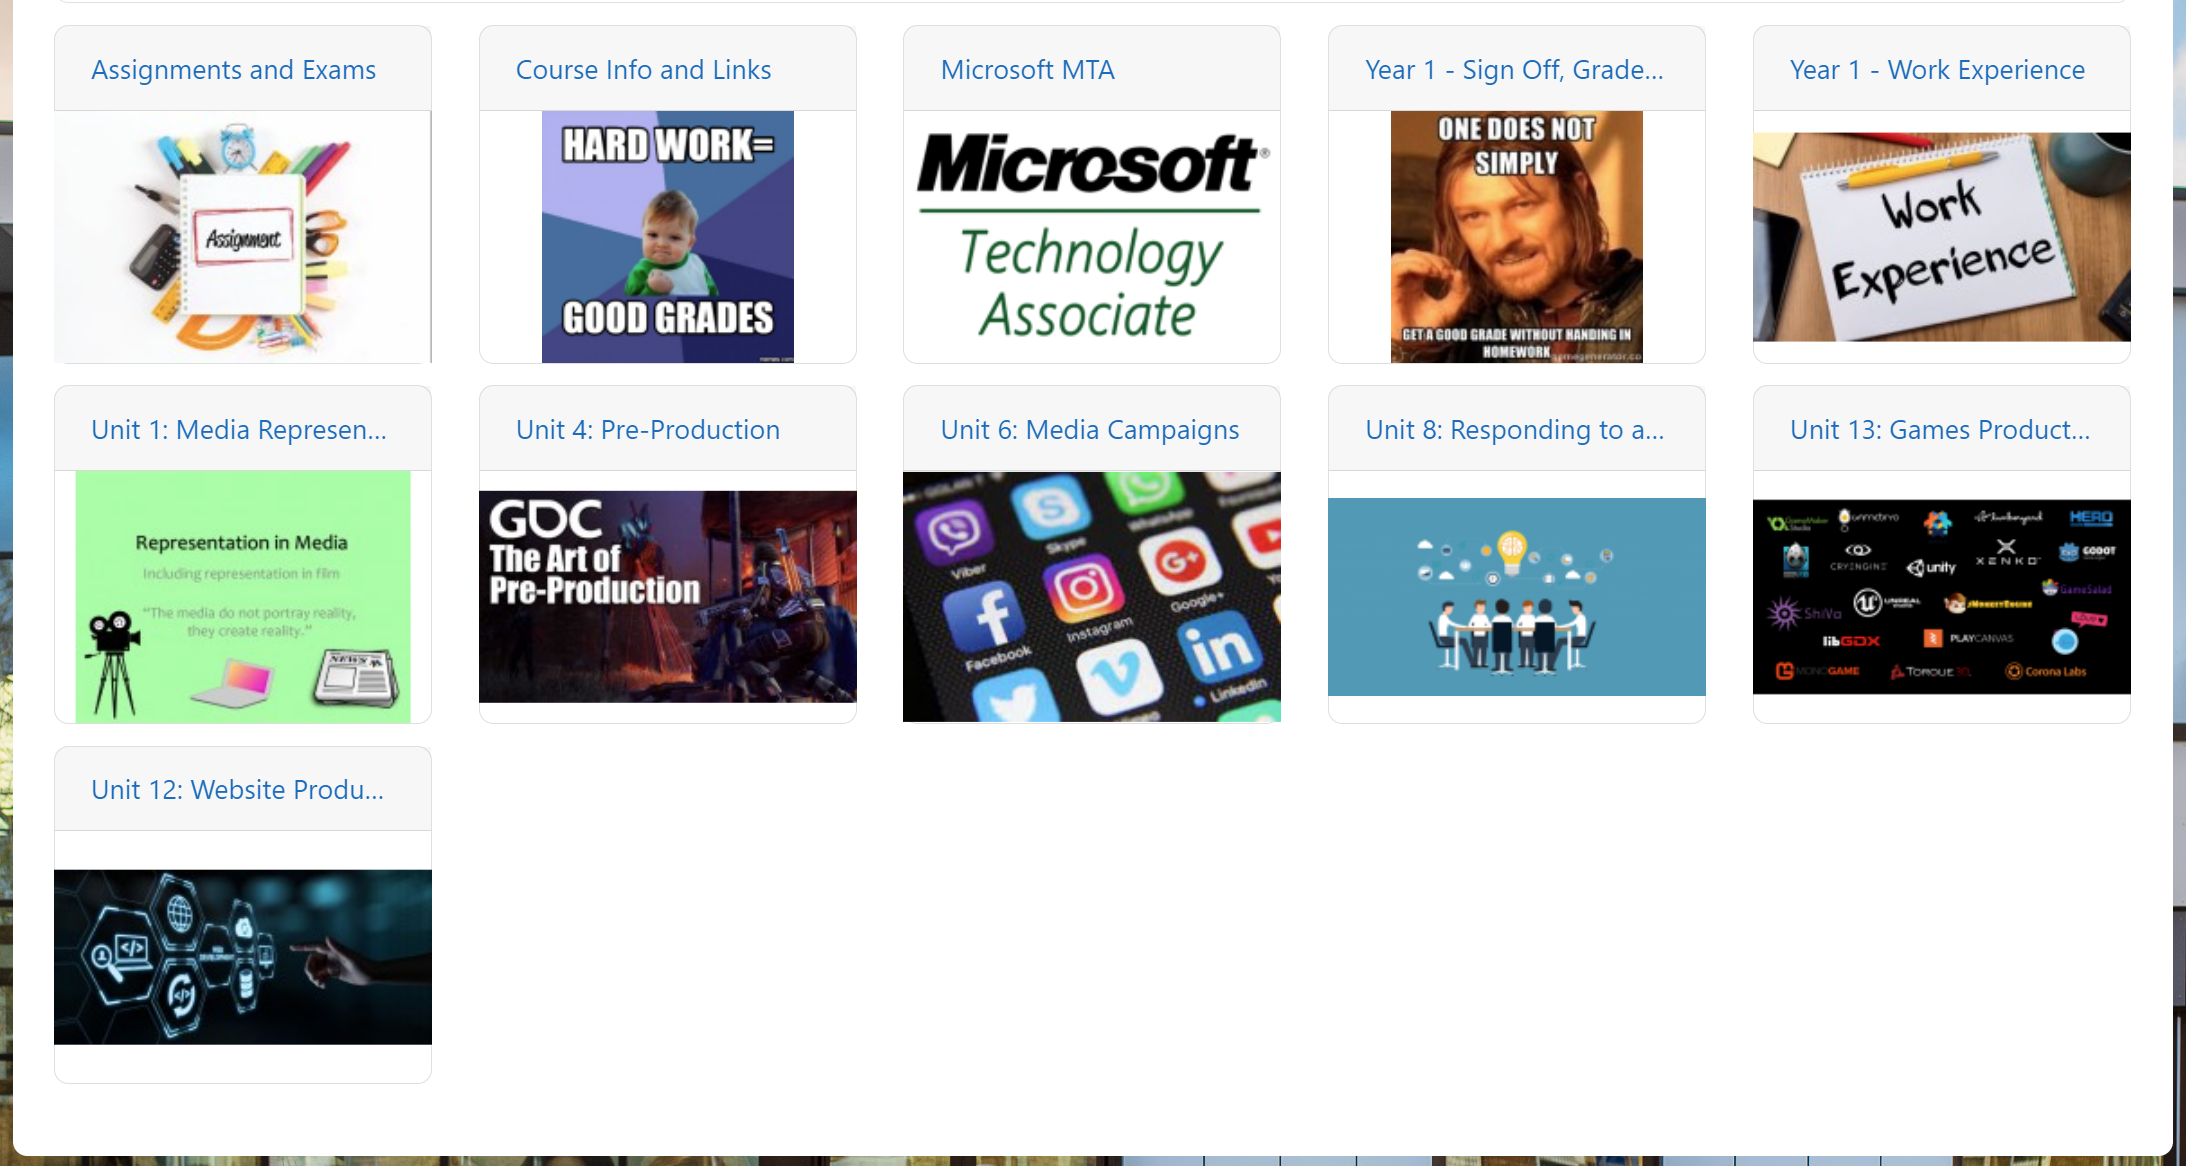 Assignments and Exams
Assignment
Course Info and Links
HARD WORK=
GOOD GRADES
Microsoft MTA
Microsoft®
Technology
Associate
Year 1 - Sign Off, Grade...
ONE DOES NOT
SIMPLY
GET A GOOD GRADE WITHOUT HANDING IN
HOMEWORK
Year 1 - Work Experience
Work
Experience
Unit 1: Media Represen...
Representation in Media
Including representation in film
"The media do not portray reality,
they create reality."
NEWS
Unit 4: Pre-Production
GDC
The Art of
Pre-Production
Unit 6: Media Campaigns
Viber
Skype
WhatsApp
Facebook
Instagram
Google+
LinkedIn
Unit 8: Responding to a...
Unit 13: Games Product...
GameMaker
Studio
HERO
CRYENGINE
unity
XENKO
GODOT
ShiVa
UNREAL
GameSalad
libGDX
PLAYCANVAS
MONOGAME
TORQUE 3D
Corona Labs
Unit 12: Website Produ...